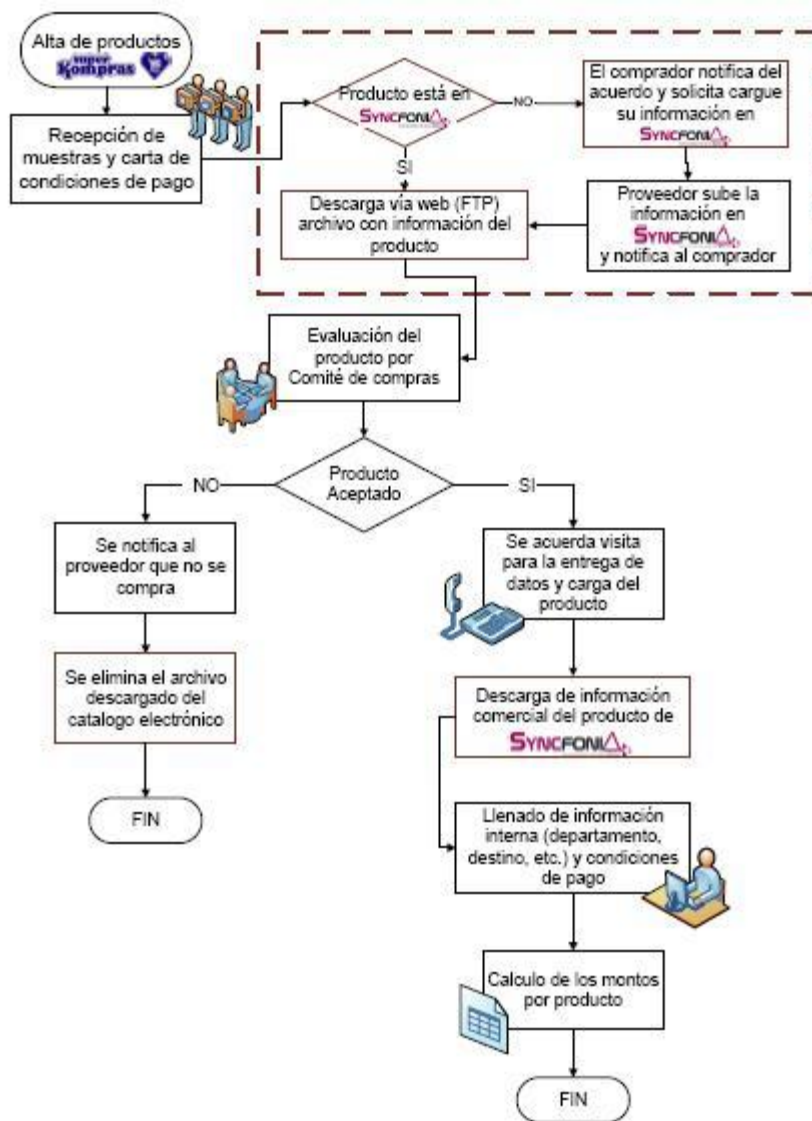 Alta de productos
super
Kompras
Recepción de
muestras y carta de
condiciones de pago
Producto está en
SYNCFONIA
NO
SI
El comprador notifica del
acuerdo y solicita cargue
su información en
SYNCFONIA
Proveedor sube la
información en
SYNCFONIA
y notifica al comprador
Descarga vía web (FTP)
archivo con información del
producto
Evaluación del
producto por
Comité de compras
Producto
Aceptado
NO
SI
Se notifica al
proveedor que no se
compra
Se elimina el archivo
descargado del
catalogo electrónico
FIN
Se acuerda visita
para la entrega de
datos y carga del
producto
Descarga de información
comercial del producto de
SYNCFONIA
Llenado de información
interna (departamento,
destino, etc.) y condiciones
de pago
Calculo de los montos
por producto
FIN